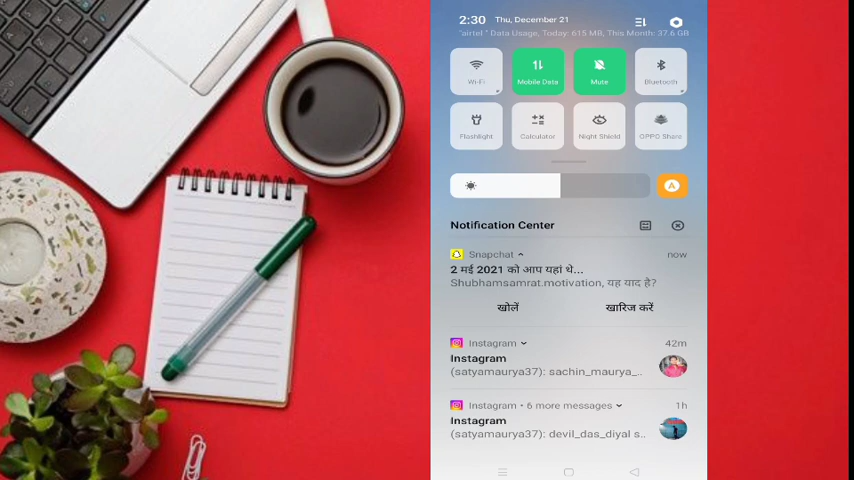 2:30 Thu, December 21
"airtel " Data Usage, Today: 615 MB, This Month: 37.6 GB
Wi-Fi Mobile Data Mute Bluetooth
Flashlight Calculator Night Shield OPPO Share
A
Notification Center
Snapchat now
2 मई 2021 को आप यहां थे...
Shubhamsamrat.motivation, यह याद है?
खोलें खारिज करें
Instagram 42m
Instagram
(satyamaurya37): sachin_maurya_..
Instagram • 6 more messages 1h
Instagram
(satyamaurya37): devil_das_diyal s..